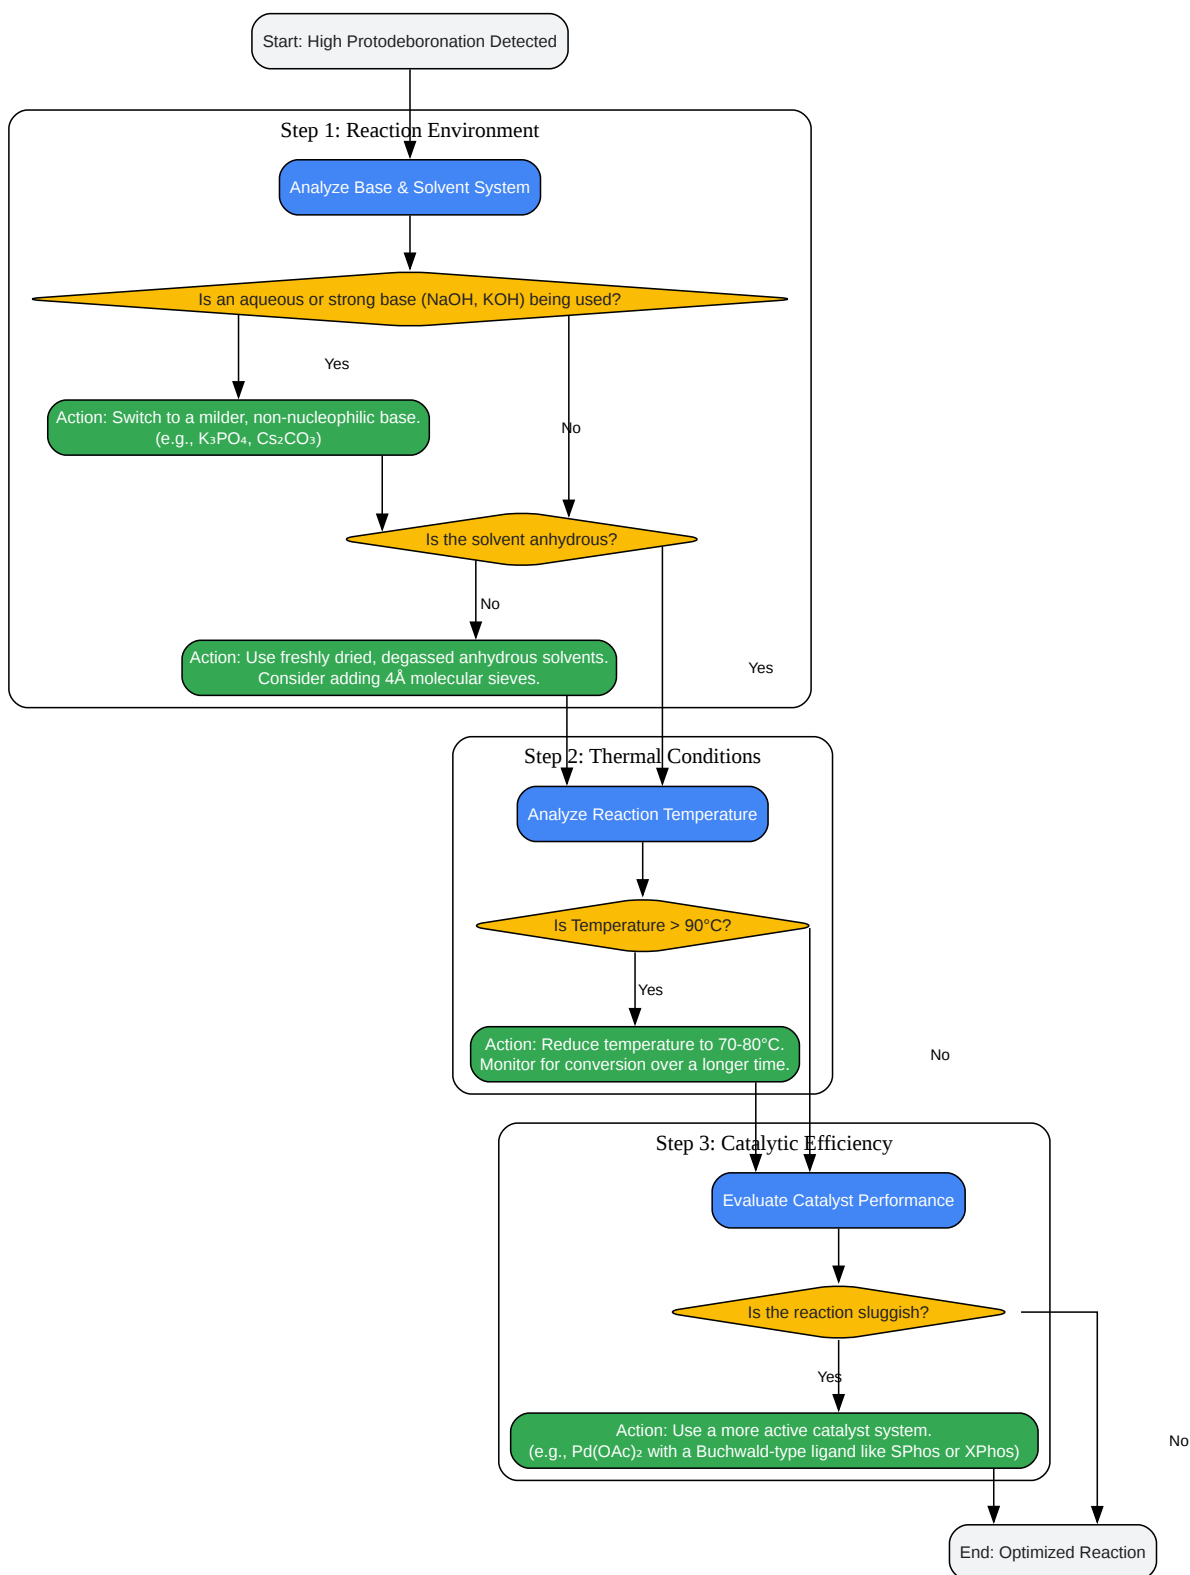 Start: High Protodeboronation Detected
Step 1: Reaction Environment
Analyze Base & Solvent System
Is an aqueous or strong base (NaOH, KOH) being used?
Yes
Action: Switch to a milder, non-nucleophilic base.
(e.g., K₃PO₄, Cs₂CO₃)
No
Is the solvent anhydrous?
No
Action: Use freshly dried, degassed anhydrous solvents.
Consider adding 4Å molecular sieves.
Yes
Step 2: Thermal Conditions
Analyze Reaction Temperature
Is Temperature > 90°C?
Yes
Action: Reduce temperature to 70-80°C.
Monitor for conversion over a longer time.
No
Step 3: Catalytic Efficiency
Evaluate Catalyst Performance
Is the reaction sluggish?
Yes
Action: Use a more active catalyst system.
(e.g., Pd(OAc)₂ with a Buchwald-type ligand like SPhos or XPhos)
No
End: Optimized Reaction